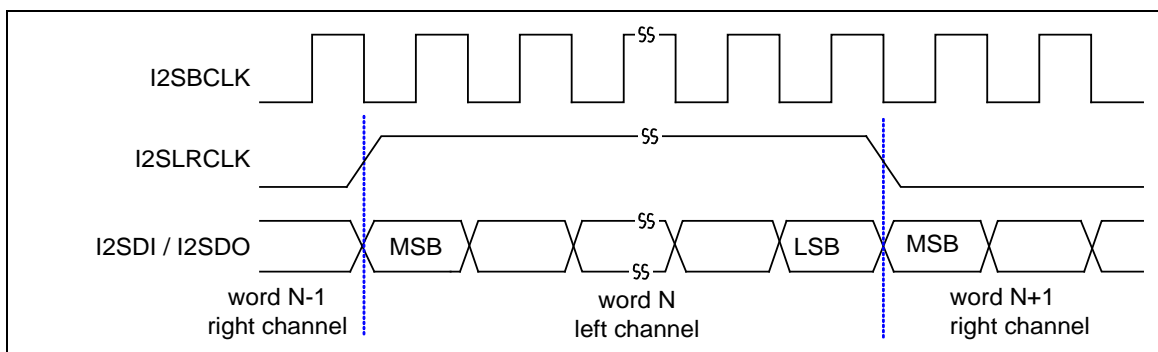 I2SBCLK
I2SLRCLK
I2SDI / I2SDO
MSB
LSB
MSB
word N-1
right channel
word N
left channel
word N+1
right channel